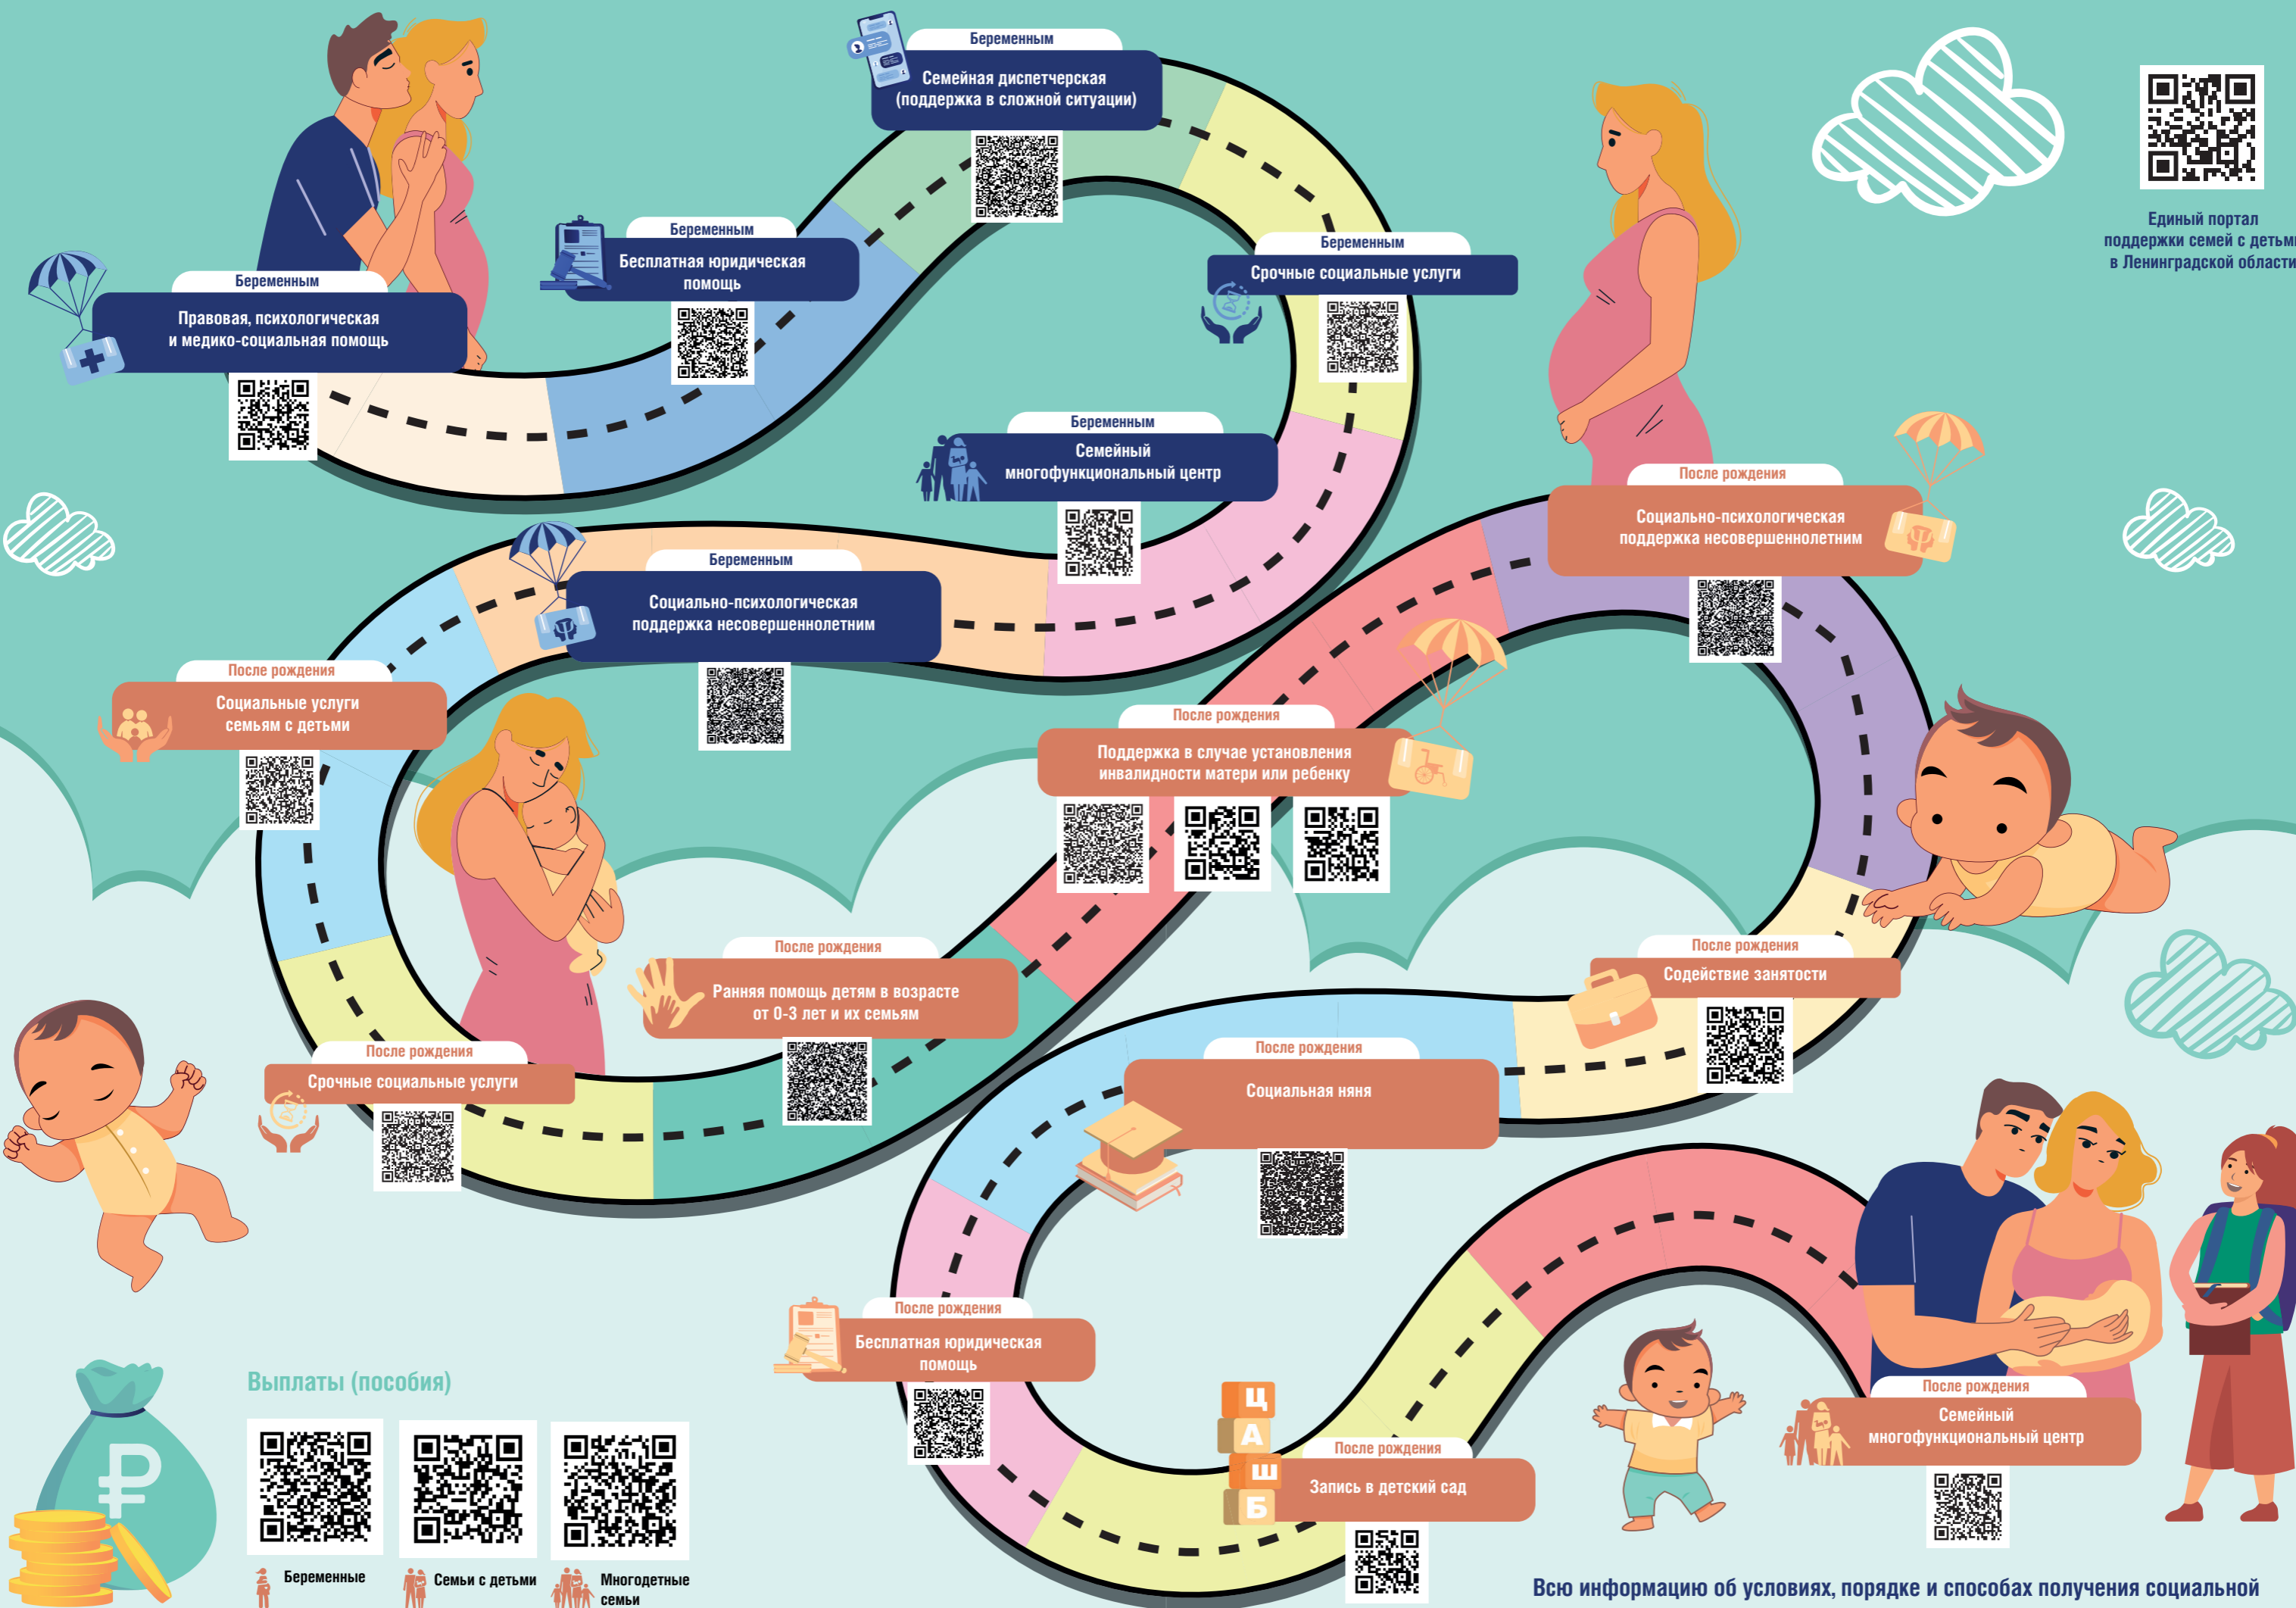 Беременным
Семейная диспетчерская
(поддержка в сложной ситуации)
Единый портал
поддержки семей с детьми
в Ленинградской области
Беременным
Бесплатная юридическая
помощь
Беременным
Срочные социальные услуги
Беременным
Правовая, психологическая
и медико-социальная помощь
Беременным
Семейный
многофункциональный центр
После рождения
Социально-психологическая
поддержка несовершеннолетним
Беременным
Социально-психологическая
поддержка несовершеннолетним
После рождения
Социальные услуги
семьям с детьми
После рождения
Поддержка в случае установления
инвалидности матери или ребенку
После рождения
Ранняя помощь детям в возрасте
от 0-3 лет и их семьям
После рождения
Содействие занятости
После рождения
Срочные социальные услуги
После рождения
Социальная няня
После рождения
Бесплатная юридическая
помощь
Выплаты (пособия)
Беременные
Семьи с детьми
Многодетные
семьи
Ц
А
Ш
Б
После рождения
Запись в детский сад
После рождения
Семейный
многофункциональный центр
Всю информацию об условиях, порядке и способах получения социальной